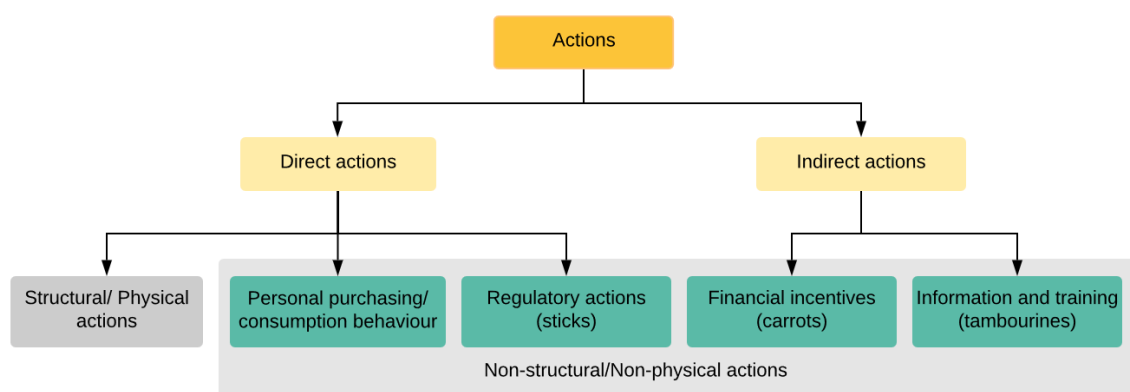 Actions
Direct actions
Indirect actions
Structural/ Physical
actions
Personal purchasing/
consumption behaviour
Regulatory actions
(sticks)
Financial incentives
(carrots)
Information and training
(tambourines)
Non-structural/Non-physical actions